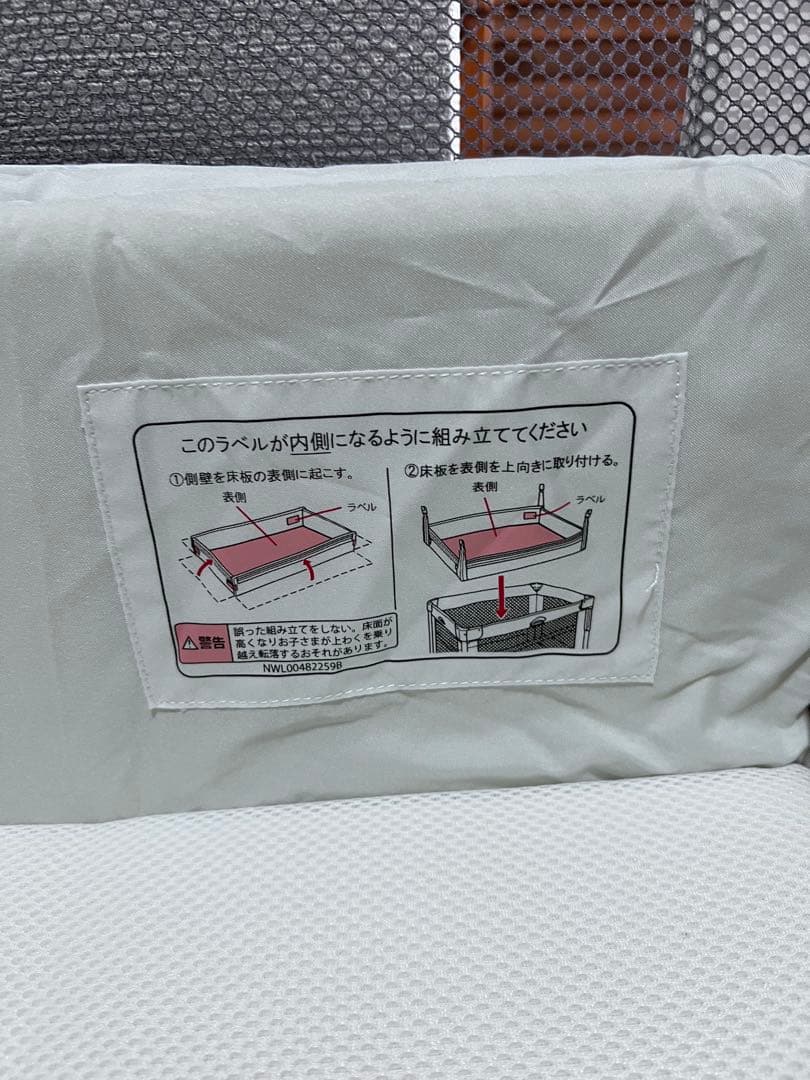 このラベルが内側になるように組み立ててください
①側壁を床板の表側に起こす。
表側
ラベル
②床板を表側を上向きに取り付ける。
表側
ラベル
警告
誤った組み立てをしない。床面が
高くなりお子さまが上わくを乗り
越え転落するおそれがあります。
NWL00482259B